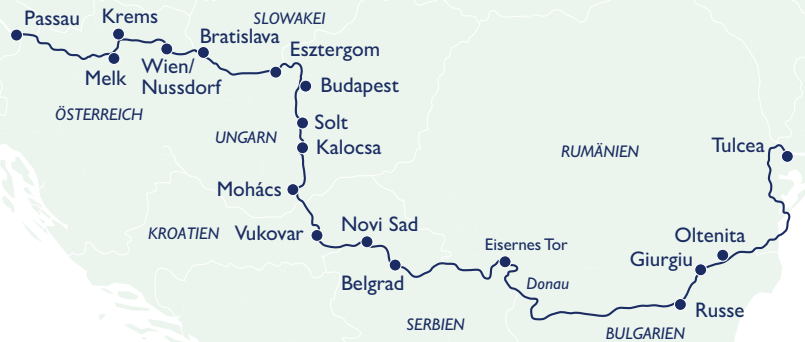 Passau
Krems
SLOWAKEI
Bratislava
Esztergom
Melk
Wien/
Nussdorf
Budapest
ÖSTERREICH
Solt
UNGARN
Kalocsa
RUMÄNIEN
Tulcea
Mohács
KROATIEN
Vukovar
Novi Sad
Oltenita
Eisernes Tor
Giurgiu
Belgrad
Donau
Russe
SERBIEN
BULGARIEN